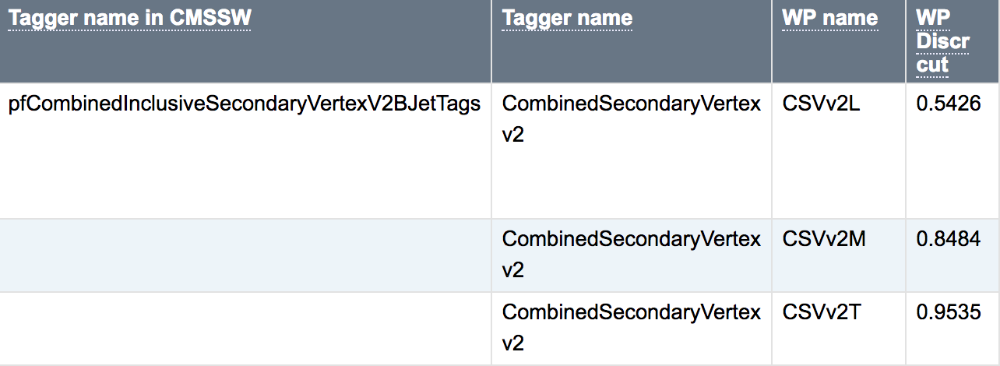 Tagger name in CMSSW Tagger name WP name WP
Discr
cut
pfCombinedInclusiveSecondaryVertexV2BJetTags CombinedSecondaryVertex CSVv2L 0.5426
v2
CombinedSecondaryVertex CSVv2M 0.8484
v2
CombinedSecondaryVertex CSVv2T 0.9535
v2